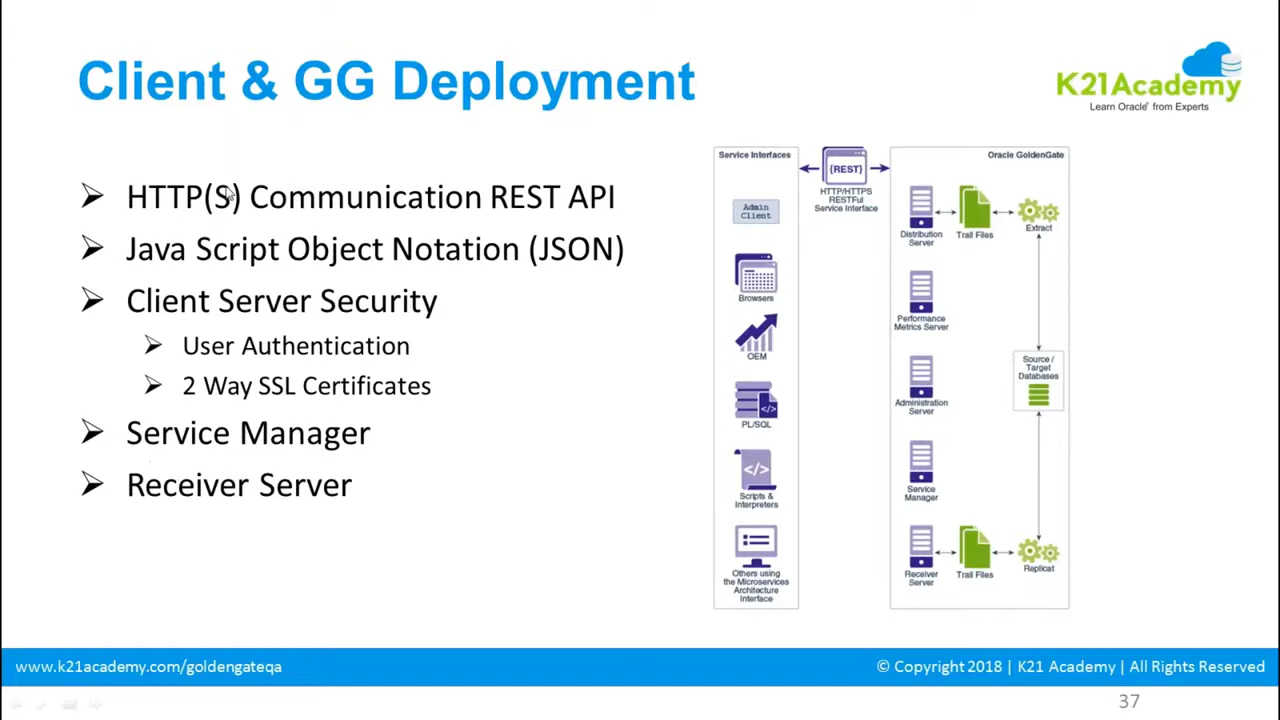 Client & GG Deployment
K21Academy
Learn Oracle' from Experts
HTTP(S) Communication REST API
Java Script Object Notation (JSON)
Client Server Security
User Authentication
2 Way SSL Certificates
Service Manager
Receiver Server
Service Interfaces
Admin
Client
Browsers
OEM
PL/SQL
</>
</>
Scripts &
Interpreters
Others using
the Microservices
Architecture
Interface
{REST}
HTTP/HTTPS
RESTFul
Service Interface
Oracle GoldenGate
Distribution
Server
Trail Files
Extract
Performance
Metrics Server
Source /
Target
Databases
Administration
Server
Service
Manager
Receiver
Server
Trail Files
Replicat
www.k21academy.com/goldengateqa
© Copyright 2018 | K21 Academy | All Rights Reserved
37